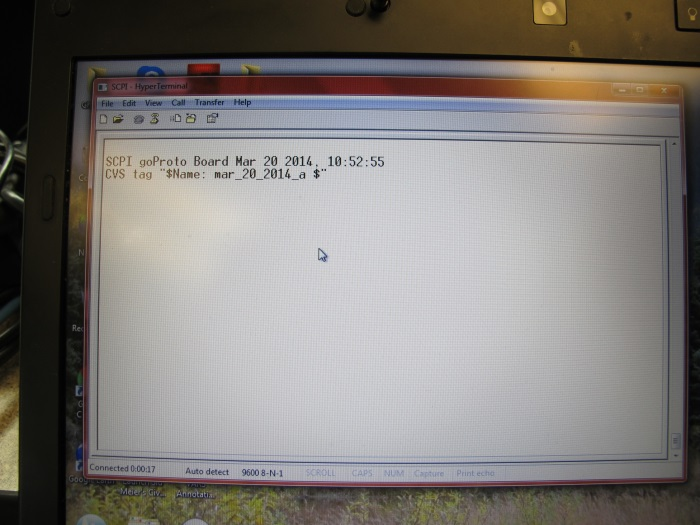 SCPI - HyperTerminal
File Edit View Call Transfer Help
SCPI goProto Board Mar 20 2014, 10:52:55
CVS tag "$Name: mar_20_2014_a $"
Connected 0:00:17 Auto detect 9600 8-N-1 SCROLL CAPS NUM Capture Print echo